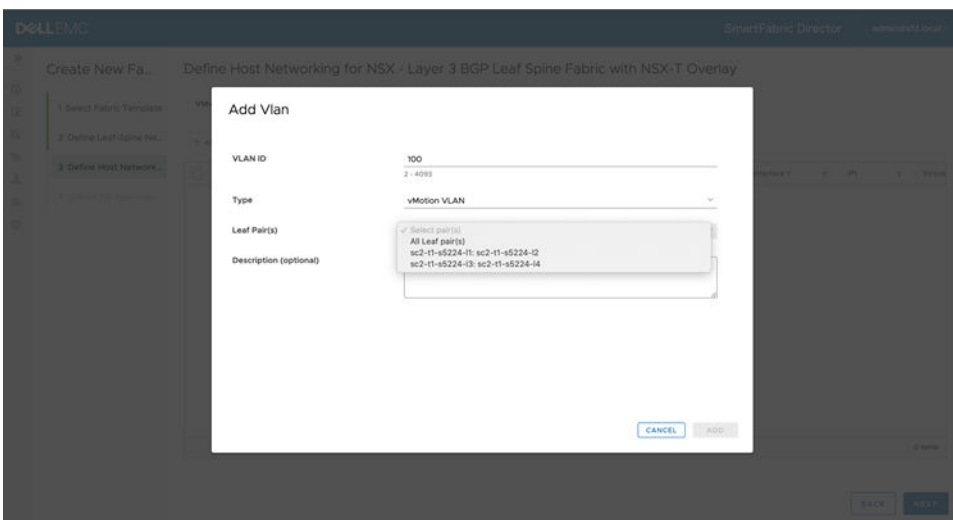 DELLEMC
SmartFabric Director
Create New Fa...
Define Host Networking for NSX - Layer 3 BGP Leaf Spine Fabric with NSX-T Overlay
1 Select Fabric Template
2 Define Leaf-Spine Ne...
3 Define Host Network...
Add Vlan
VLAN ID
100
2 - 4093
Type
vMotion VLAN
Leaf Pair(s)
✓ Select pair(s)
All Leaf pair(s)
sc2-t1-s5224-l1: sc2-t1-s5224-l2
sc2-t1-s5224-l3: sc2-t1-s5224-l4
Description (optional)
CANCEL
ADD
0 items
BACK
NEXT